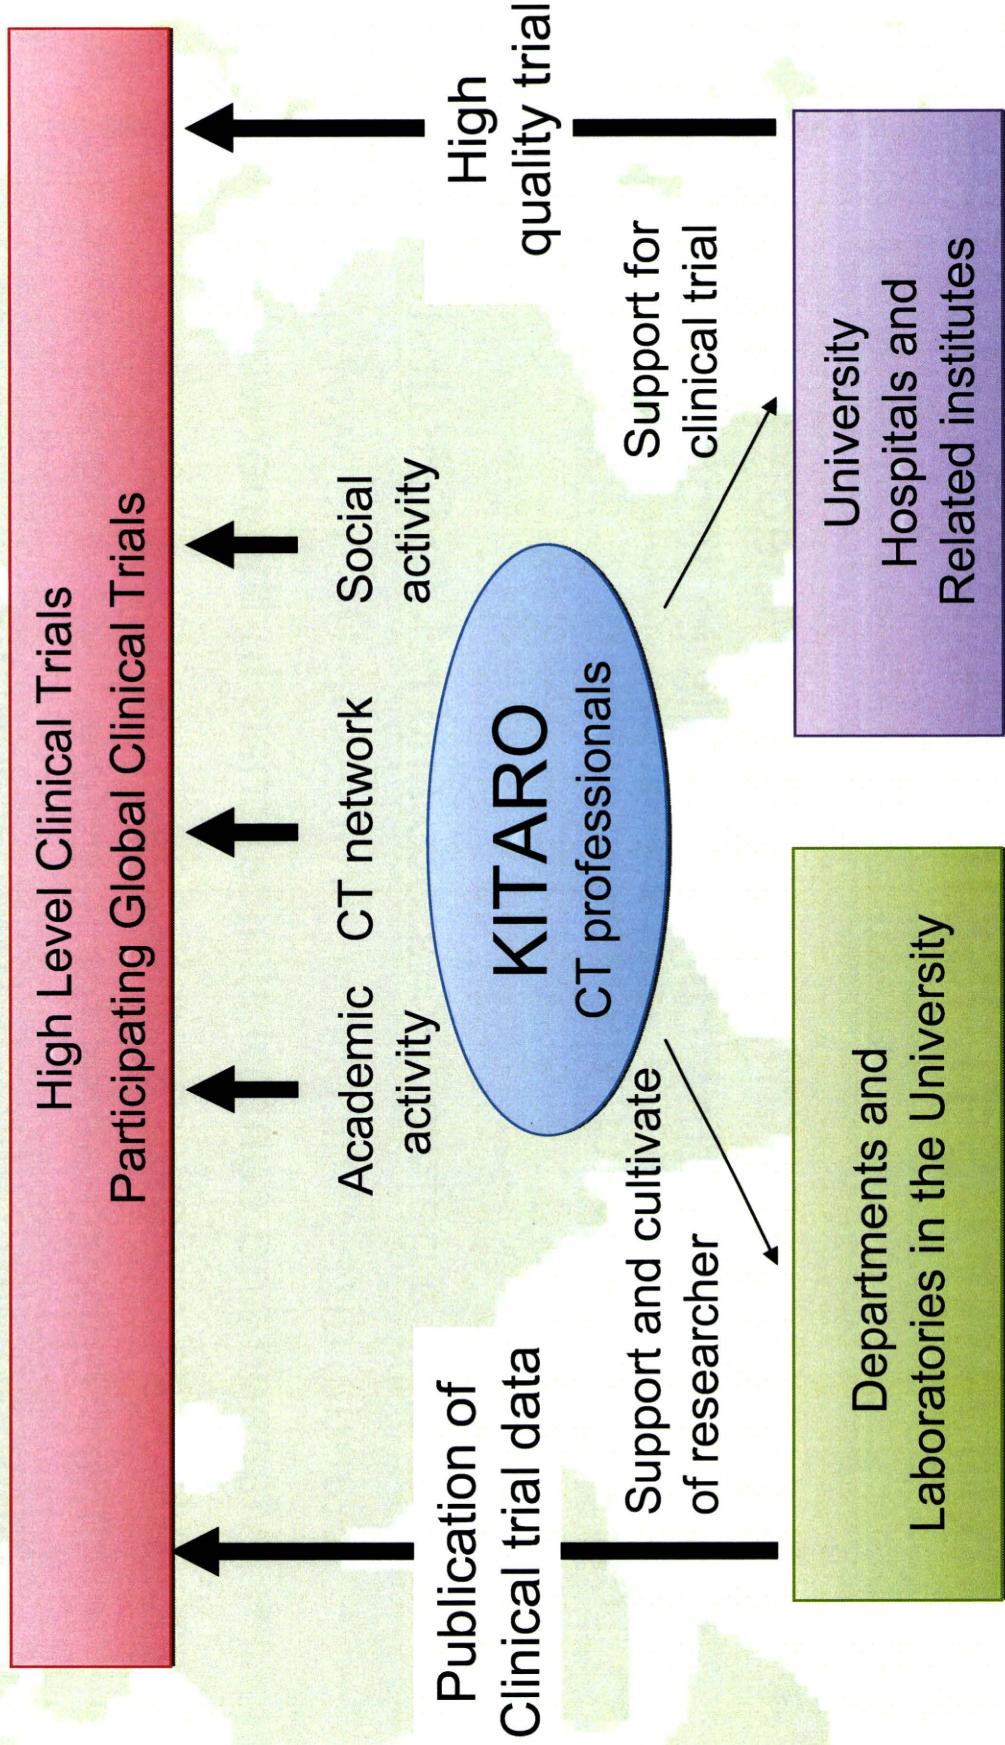 High Level Clinical Trials
Participating Global Clinical Trials
Academic
activity
CT network
Social
activity
Publication of
Clinical trial data
KITARO
CT professionals
High
quality trial
Support and cultivate
of researcher
Support for
clinical trial
Departments and
Laboratories in the University
University
Hospitals and
Related institutes